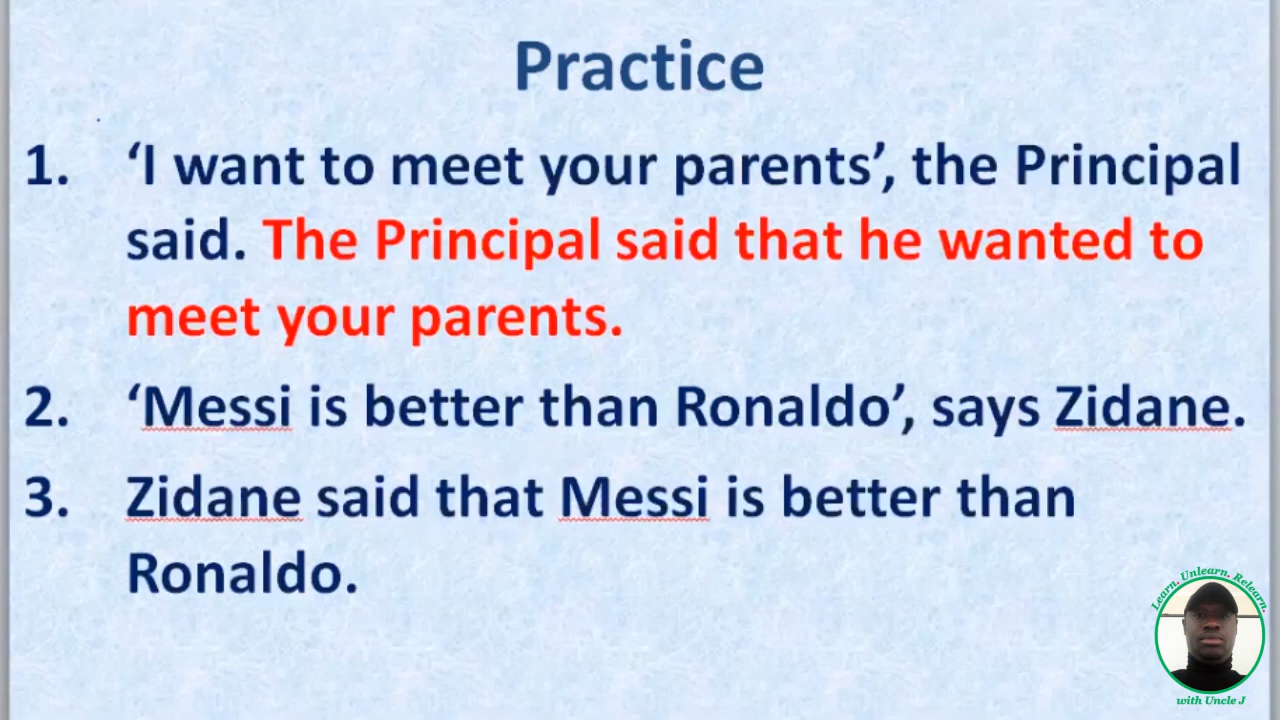 Practice
1. ‘I want to meet your parents’, the Principal
said. The Principal said that he wanted to
meet your parents.
2. ‘Messi is better than Ronaldo’, says Zidane.
3. Zidane said that Messi is better than
Ronaldo.
Learn. Unlearn. Relearn.
with Uncle J